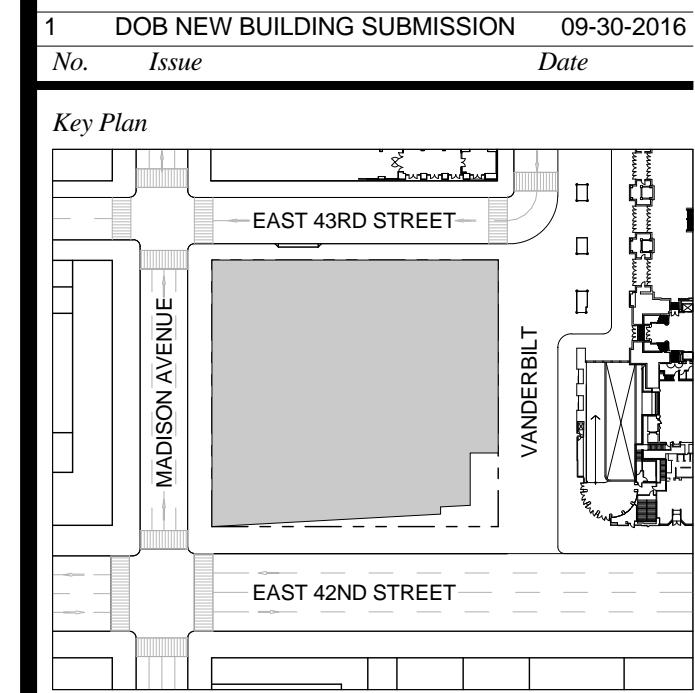 1 DOB NEW BUILDING SUBMISSION 09-30-2016
No. Issue Date
Key Plan
EAST 43RD STREET
MADISON AVENUE
VANDERBILT
EAST 42ND STREET